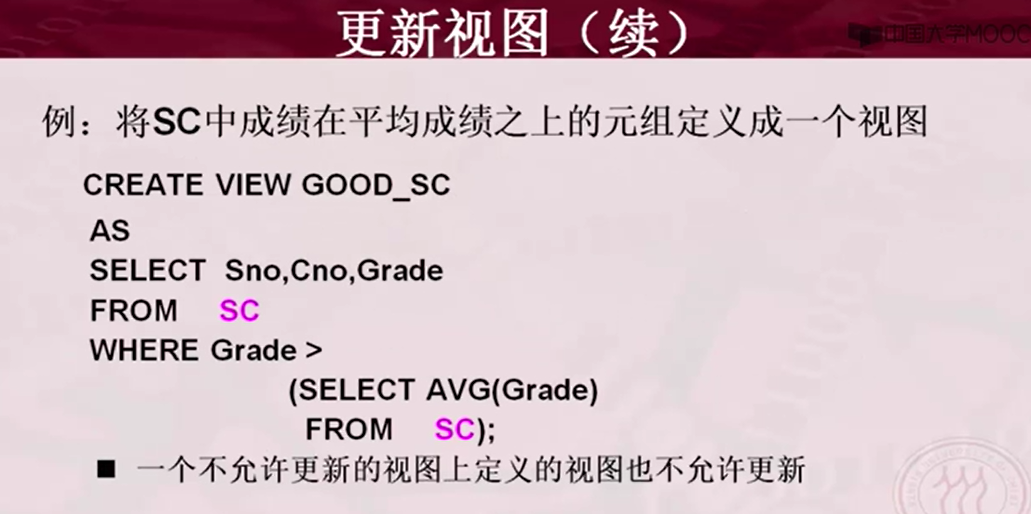 更新视图（续）
中国大学MOOC
例：将SC中成绩在平均成绩之上的元组定义成一个视图
CREATE VIEW GOOD_SC
AS
SELECT Sno,Cno,Grade
FROM SC
WHERE Grade >
(SELECT AVG(Grade)
FROM SC);
■ 一个不允许更新的视图上定义的视图也不允许更新